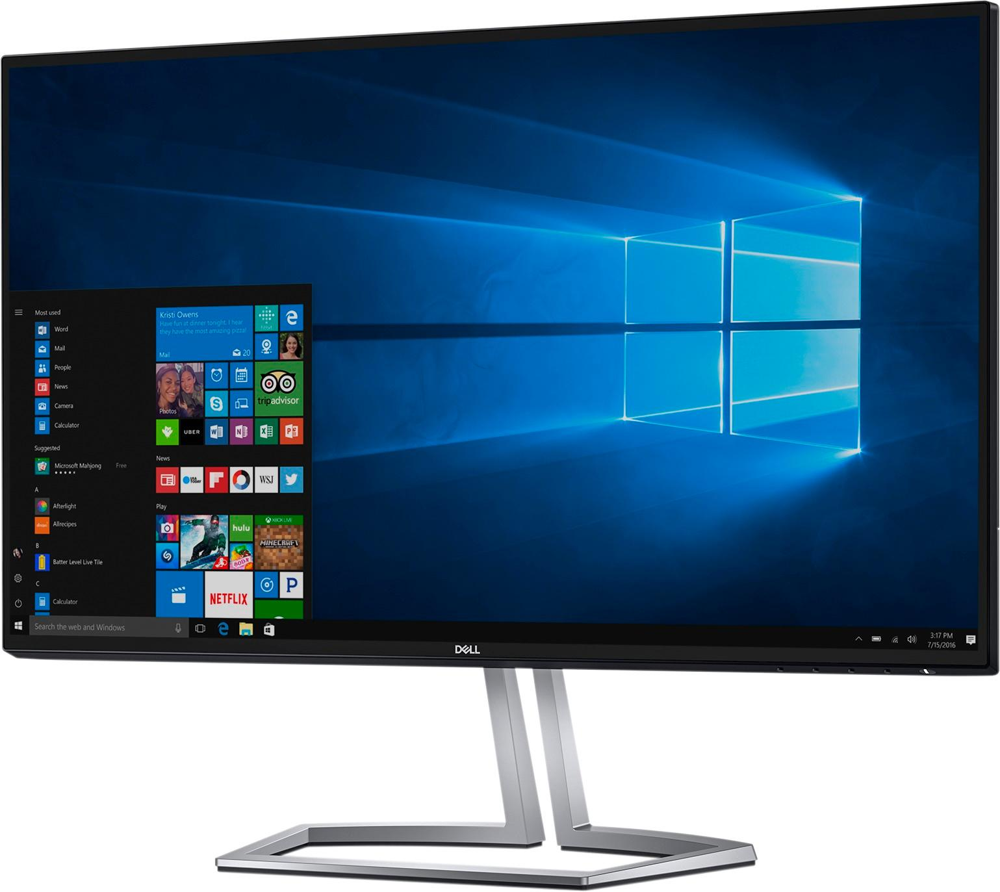 Most used
Word
Mail
People
News
Camera
Calculator
Suggested
Microsoft Mahjong Free
A
Afterlight
Allrecipes
B
Batter Level Live Tile
C
Calculator
Kristi Owens
Have fun at dinner tonight. I hear
they have the most amazing pizza!
Mail 20
fitbit
Photos
tripadvisor
UBER
News
USA
TODAY
WSJ
Play
hulu
XBOX LIVE
MINECRAFT
SODA
NETFLIX
P
Search the web and Windows
3:17 PM
7/15/2016
DELL